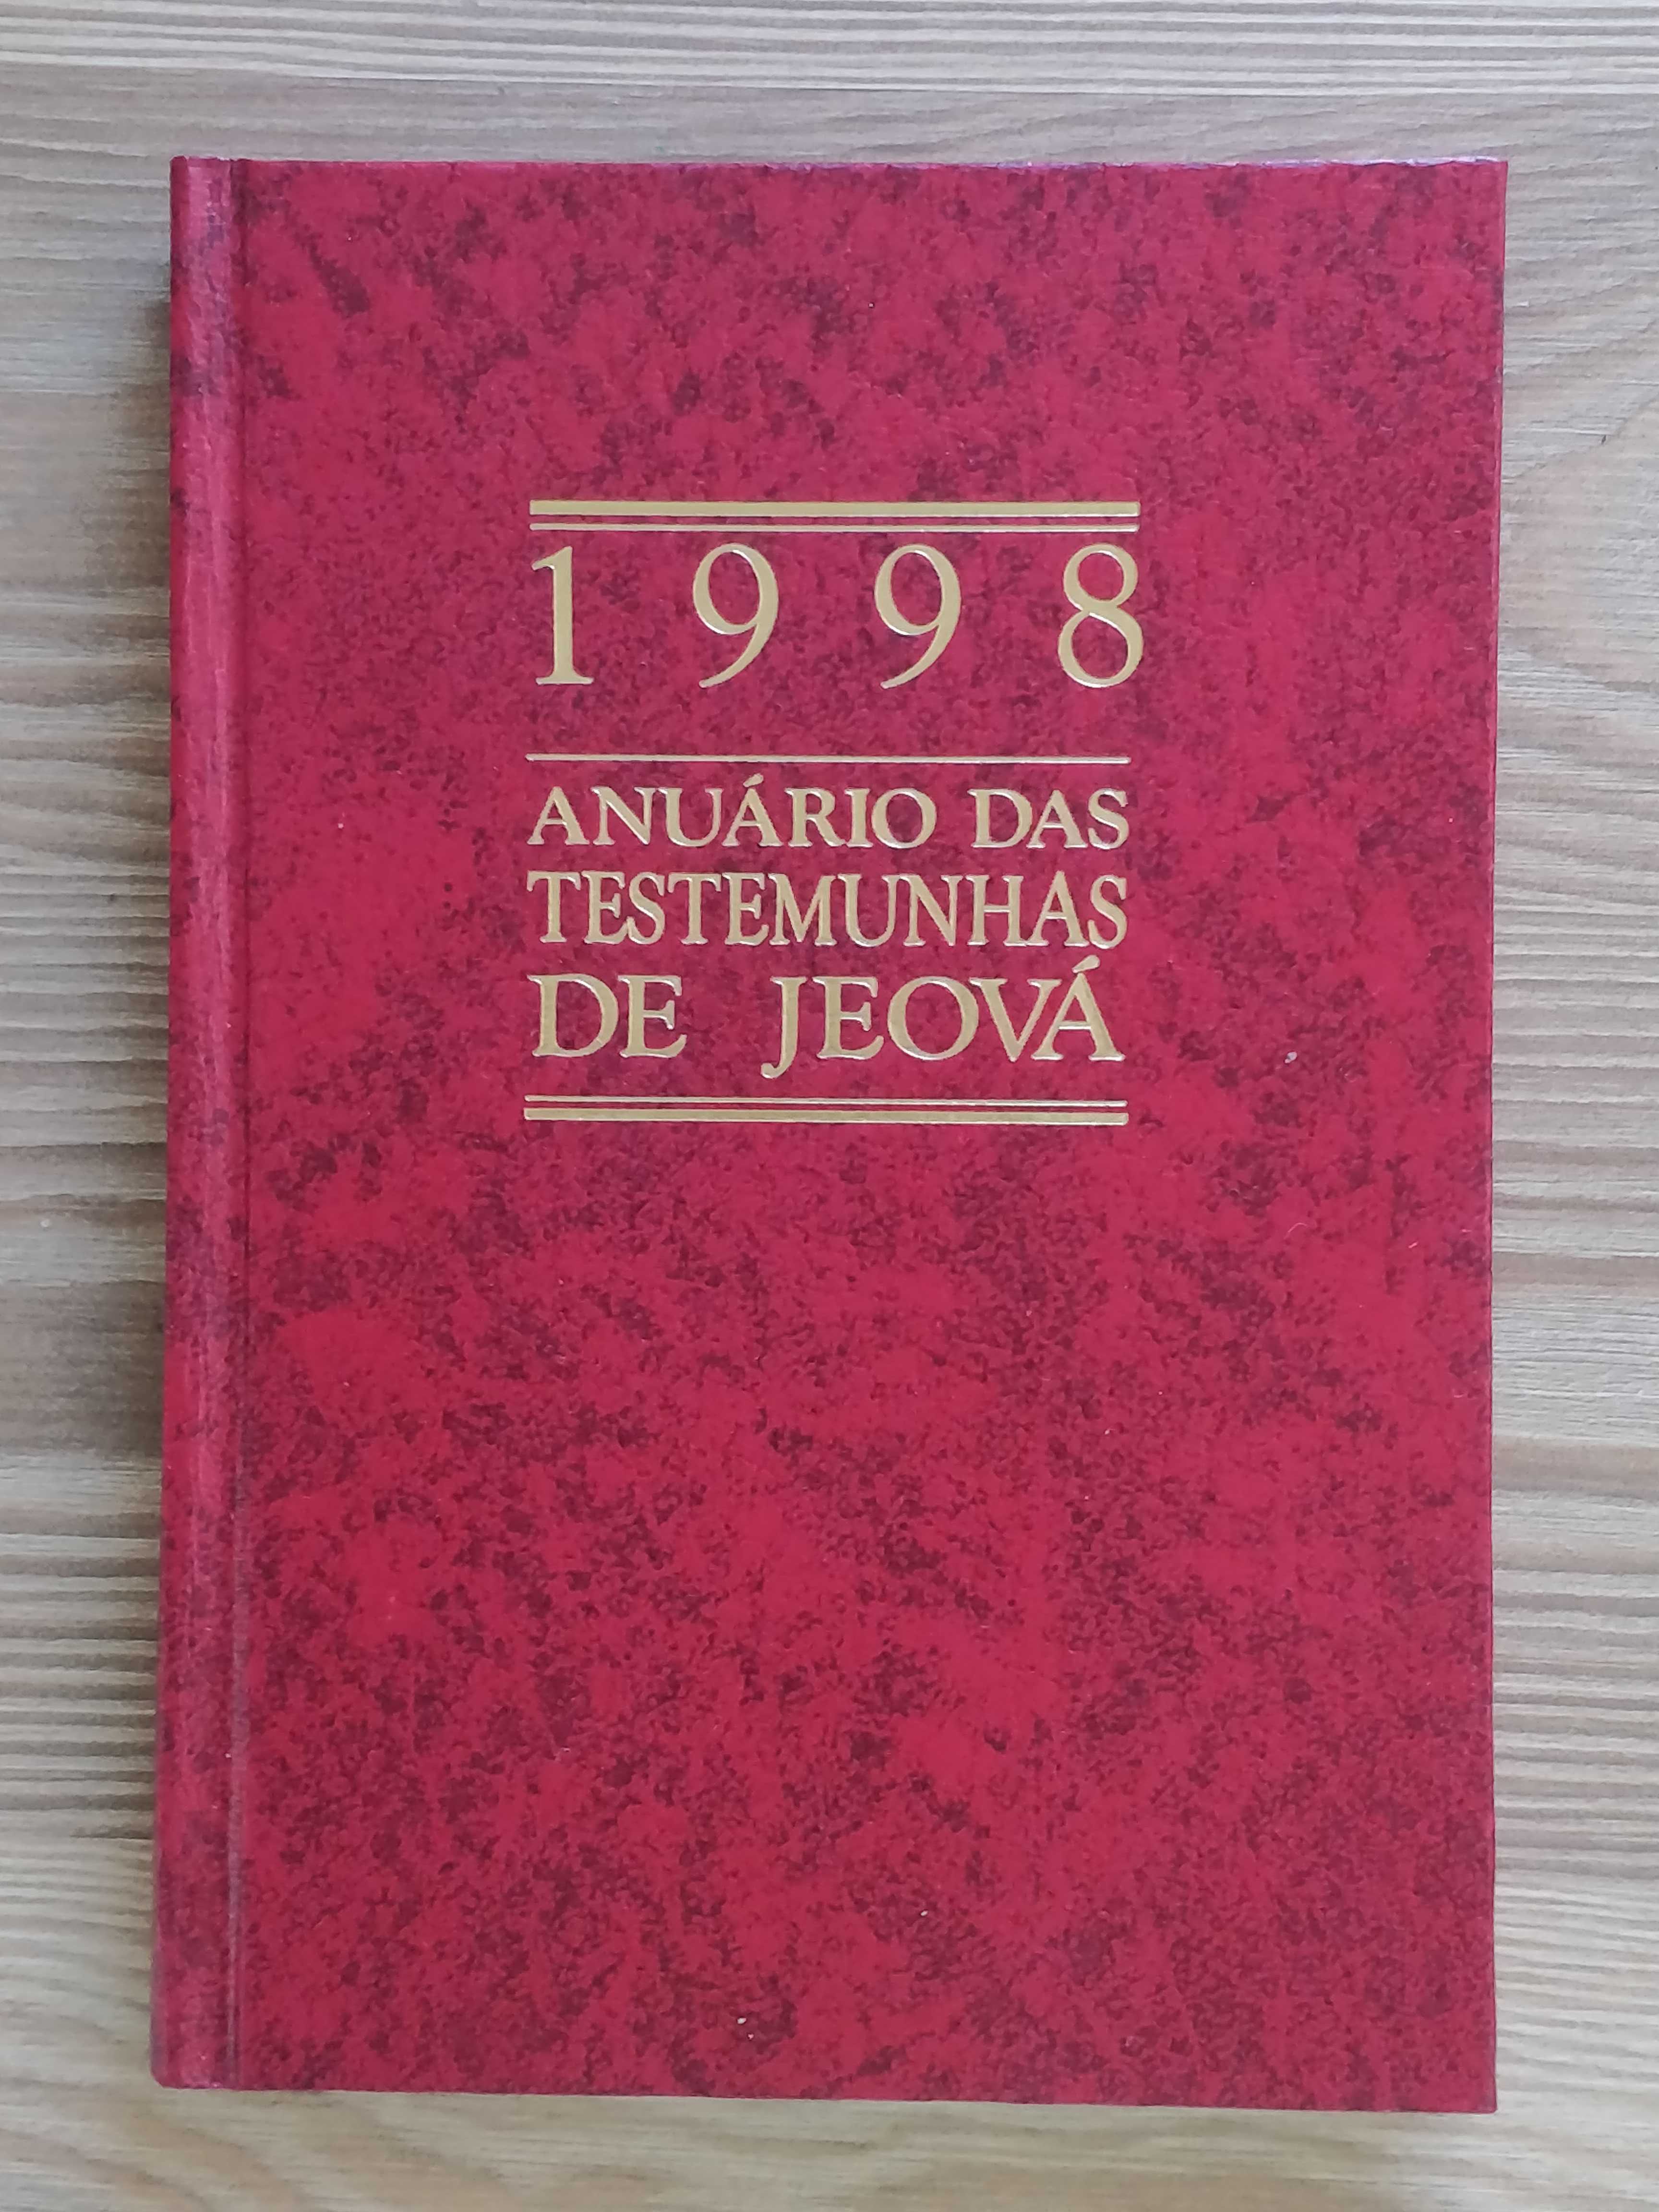 1998
ANUÁRIO DAS
TESTEMUNHAS
DE JEOVÁ